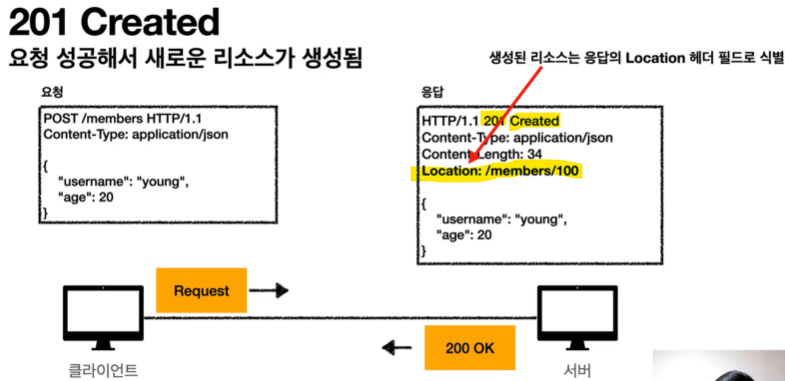 201 Created
요청 성공해서 새로운 리소스가 생성됨
생성된 리소스는 응답의 Location 헤더 필드로 식별
요청
POST /members HTTP/1.1
Content-Type: application/json
{
"username": "young",
"age": 20
}
응답
HTTP/1.1 201 Created
Content-Type: application/json
Content-Length: 34
Location: /members/100
{
"username": "young",
"age": 20
}
Request
200 OK
클라이언트
서버